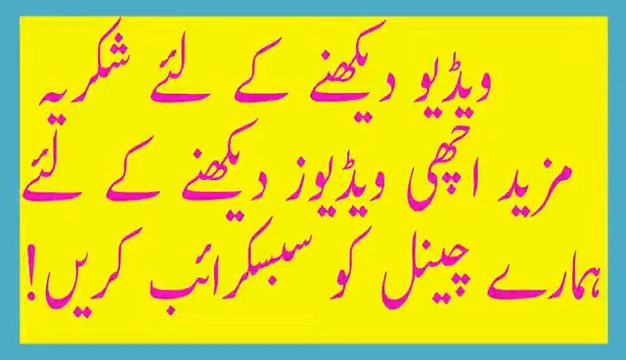 ویڈیو دیکھنے کے لئے شکریہ
مزید اچھی ویڈیوز دیکھنے کے لئے
ہمارے چینل کو سبسکرائب کریں!